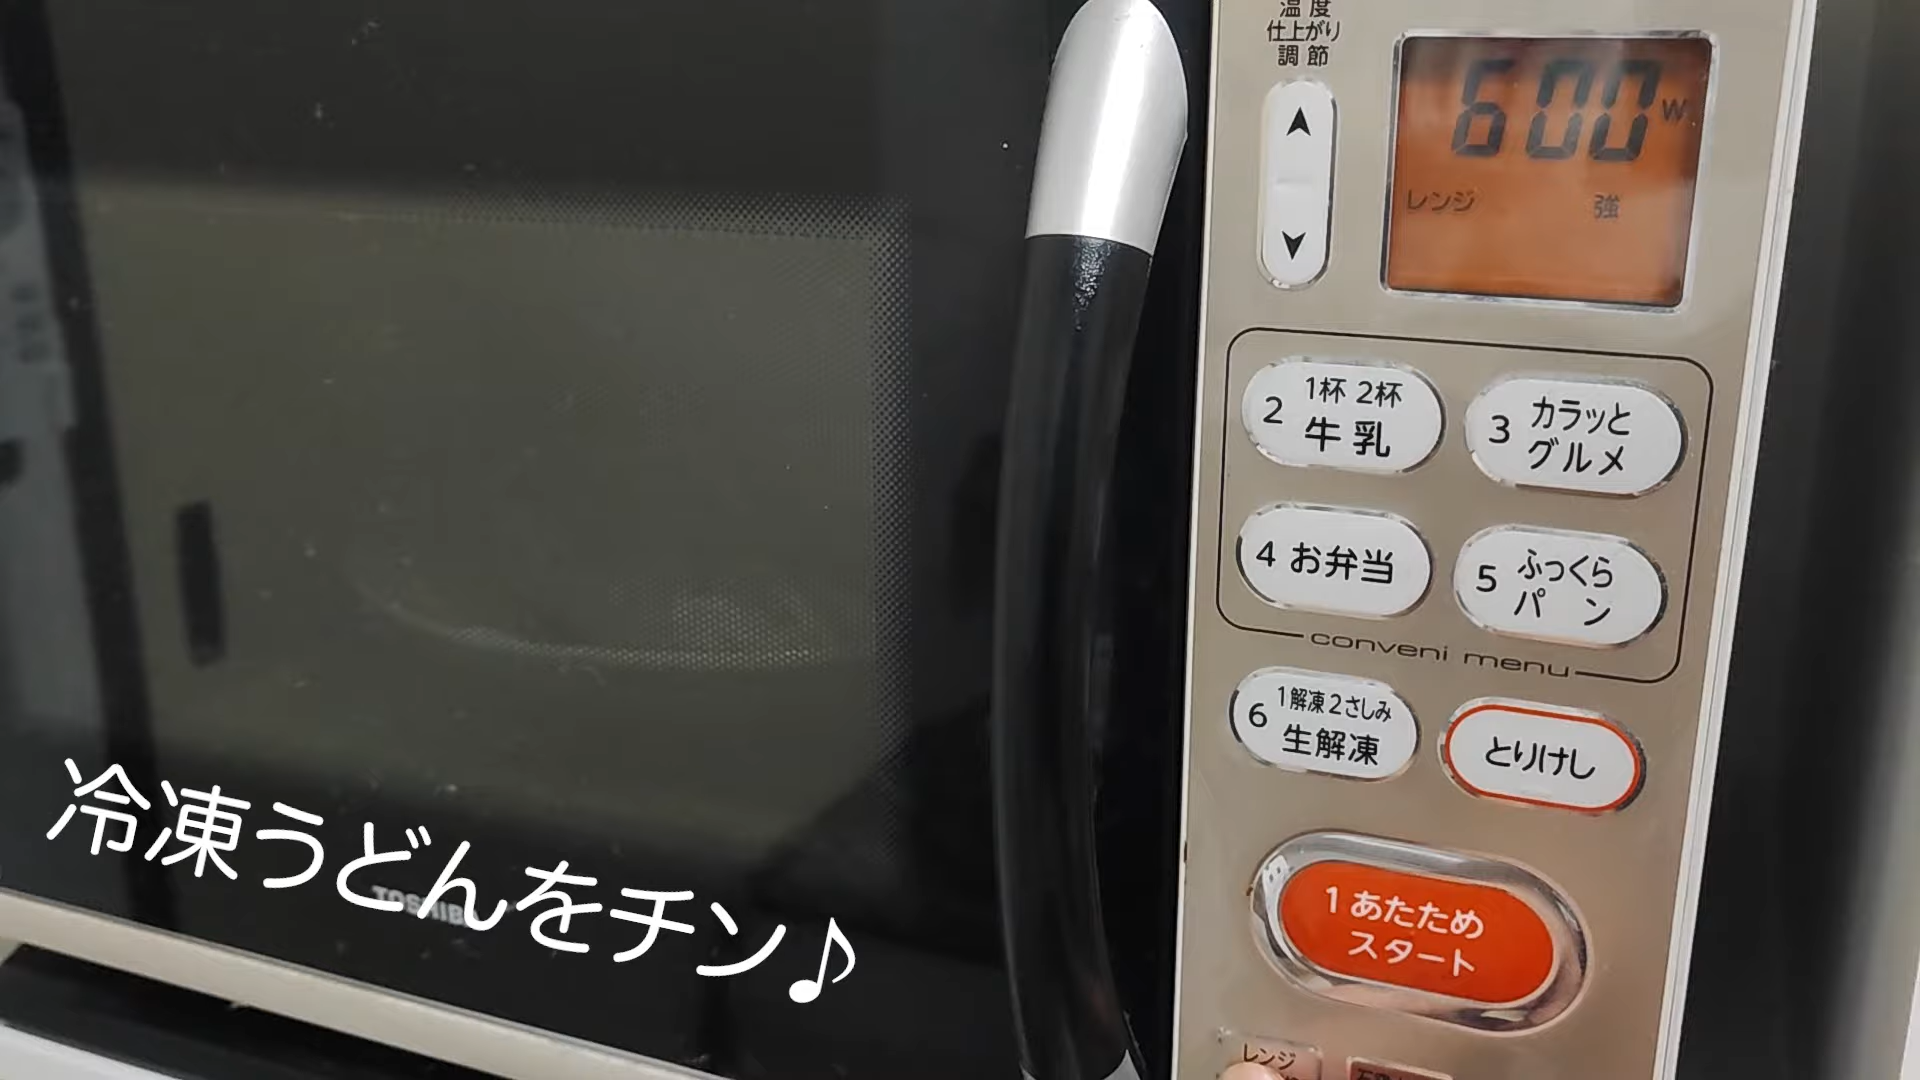 温度
仕上がり
調節
600W
レンジ 強
2 1杯 2杯
牛乳
3 カラッと
グルメ
4 お弁当
5 ふっくら
パン
conveni menu
6 1解凍2さしみ
生解凍
とりけし
1あたため
スタート
レンジ
TOSHIBA
冷凍うどんをチン♪